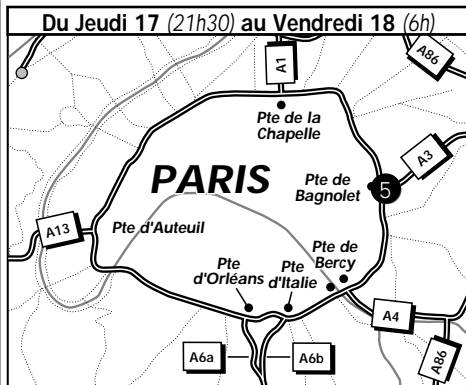 Du Jeudi 17 (21h30) au Vendredi 18 (6h)
A86
A1
Pte de la
Chapelle
A3
PARIS
Pte de
Bagnolet
5
A13
Pte d'Auteuil
Pte de
Bercy
Pte
d'Orléans
Pte
d'Italie
A4
A6a
A6b
A86